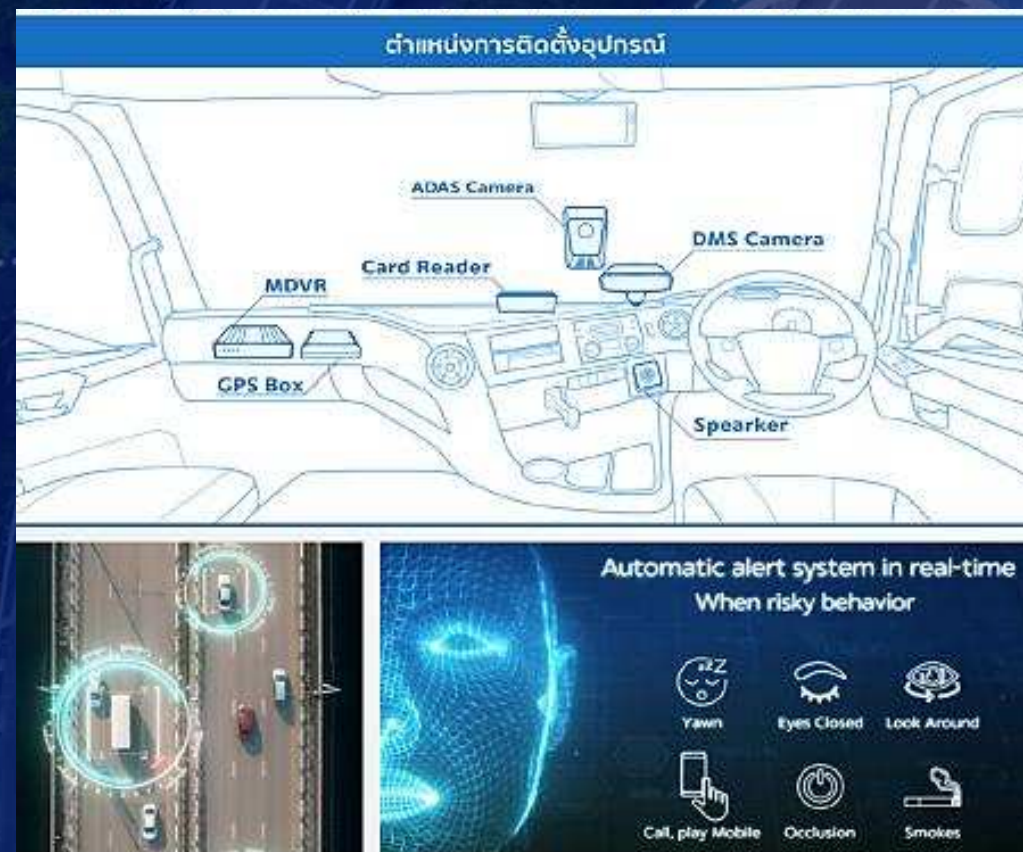 ตำแหน่งการติดตั้งอุปกรณ์
ADAS Camera
DMS Camera
Card Reader
MDVR
GPS Box
Spearker
Automatic alert system in real-time
When risky behavior
zZZ
Yawn
Eyes Closed
Look Around
Call, play Mobile
Occlusion
Smokes